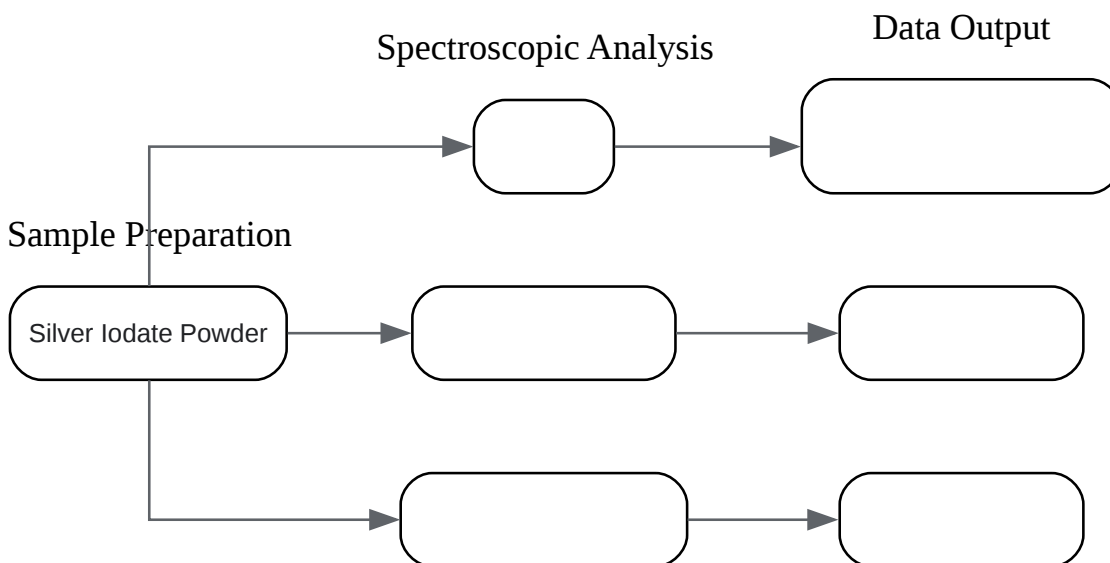 Spectroscopic Analysis
Data Output
Sample Preparation
Silver Iodate Powder